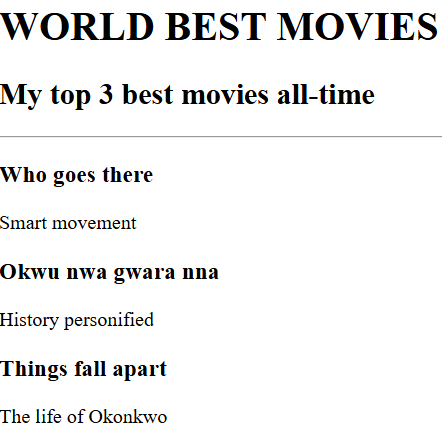 WORLD BEST MOVIES
My top 3 best movies all-time
Who goes there
Smart movement
Okwu nwa gwara nna
History personified
Things fall apart
The life of Okonkwo